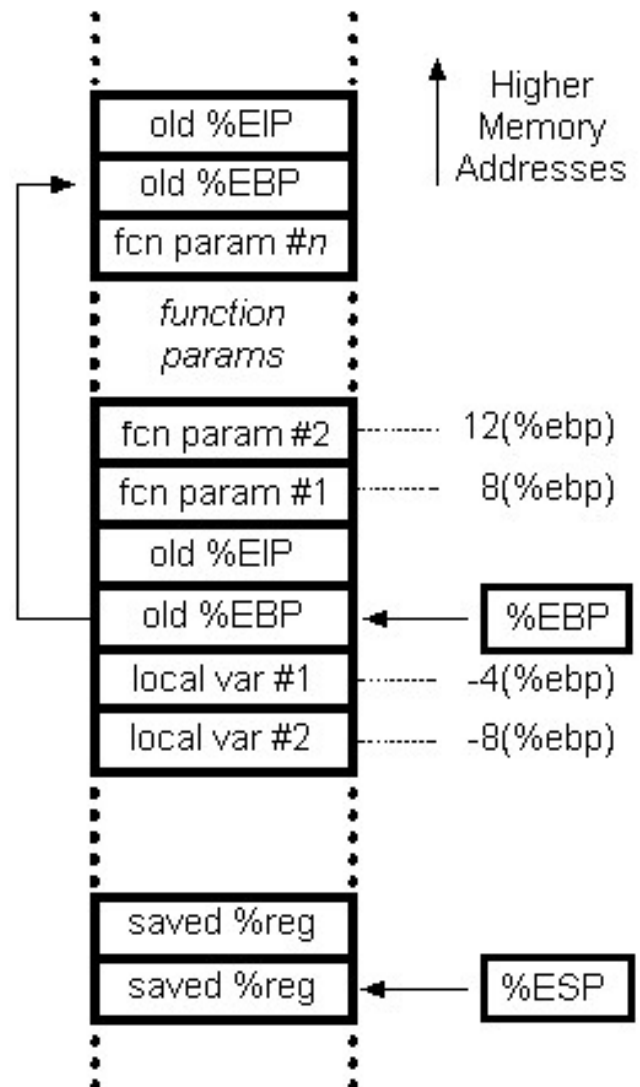 old %EIP
Higher
Memory
Addresses
old %EBP
fcn param #n
function
params
fcn param #2
12(%ebp)
fcn param #1
8(%ebp)
old %EIP
old %EBP
%EBP
local var #1
-4(%ebp)
local var #2
-8(%ebp)
saved %reg
saved %reg
%ESP